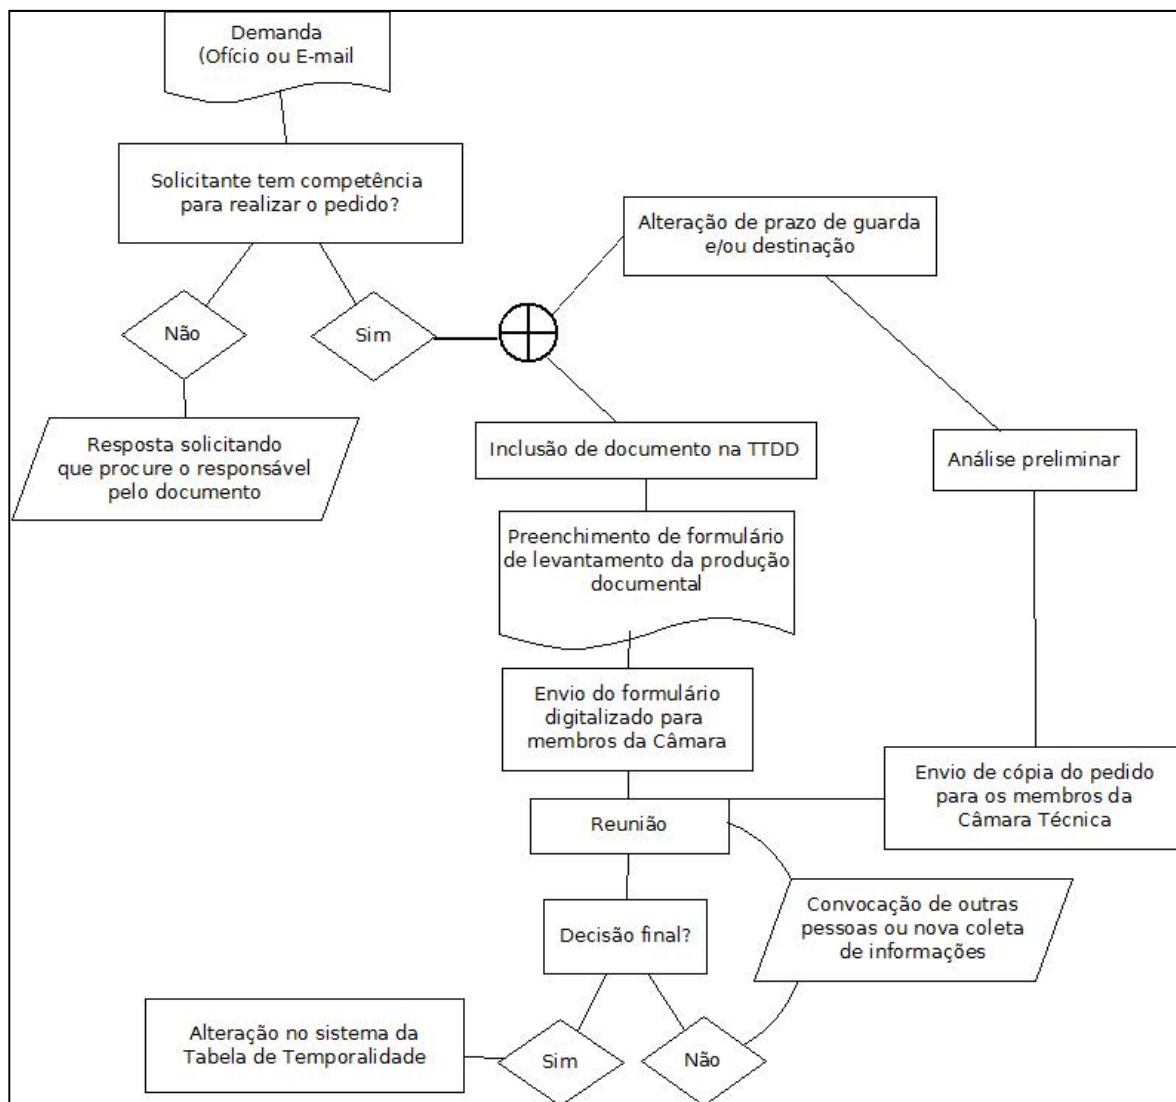 Demanda
(Ofício ou E-mail
Solicitante tem competência
para realizar o pedido?
Alteração de prazo de guarda
e/ou destinação
Não
Sim
Resposta solicitando
que procure o responsável
pelo documento
Inclusão de documento na TTDD
Análise preliminar
Preenchimento de formulário
de levantamento da produção
documental
Envio do formulário
digitalizado para
membros da Câmara
Envio de cópia do pedido
para os membros da
Câmara Técnica
Reunião
Convocação de outras
pessoas ou nova coleta
de informações
Decisão final?
Alteração no sistema da
Tabela de Temporalidade
Sim
Não